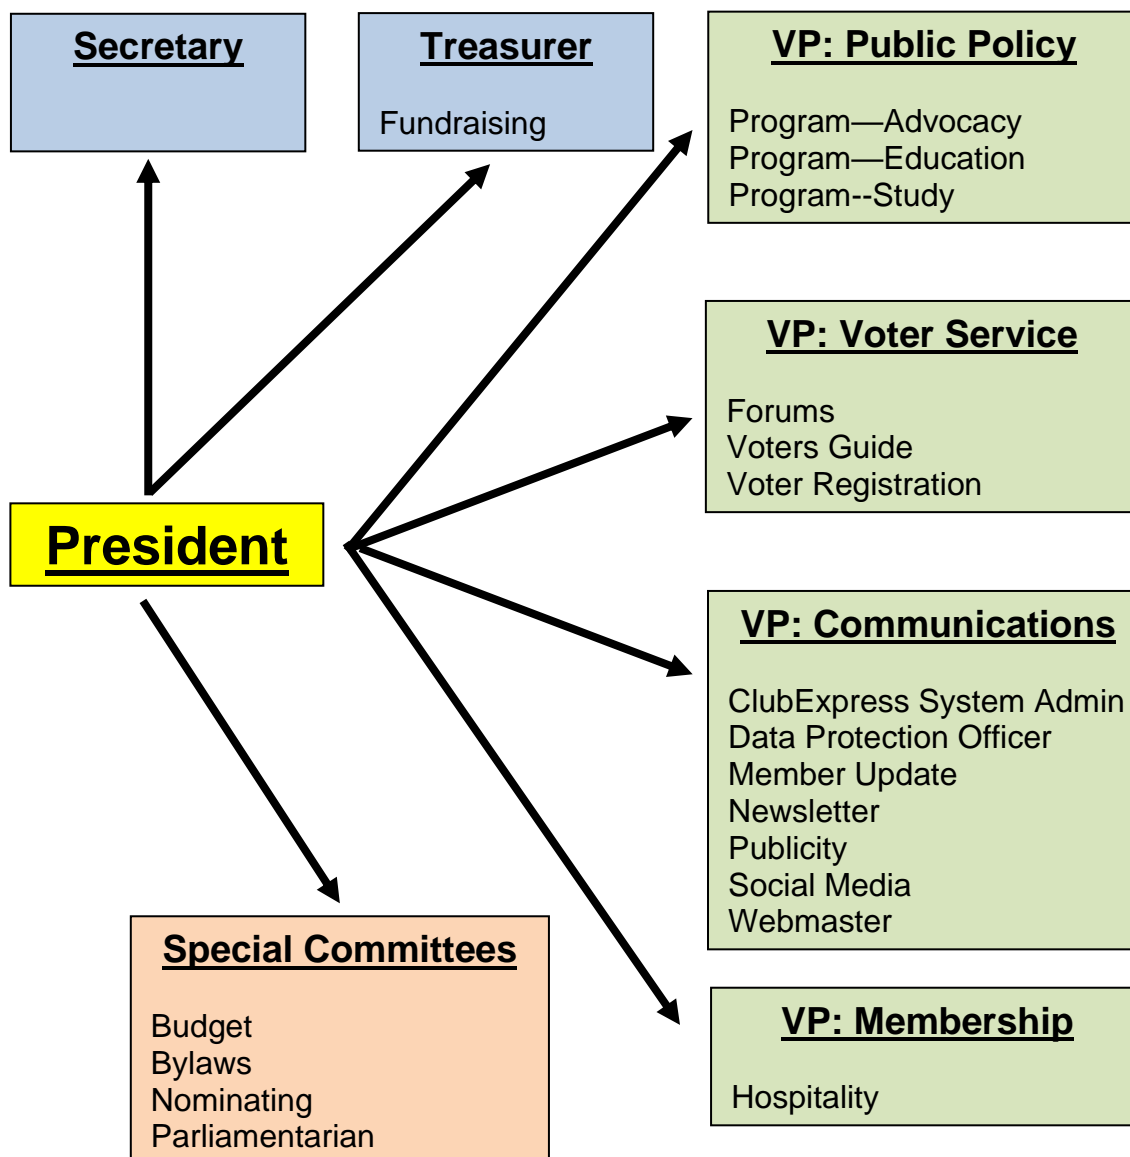 Secretary
Treasurer
Fundraising
VP: Public Policy
Program—Advocacy
Program—Education
Program--Study
VP: Voter Service
Forums
Voters Guide
Voter Registration
President
VP: Communications
ClubExpress System Admin
Data Protection Officer
Member Update
Newsletter
Publicity
Social Media
Webmaster
Special Committees
Budget
Bylaws
Nominating
Parliamentarian
VP: Membership
Hospitality